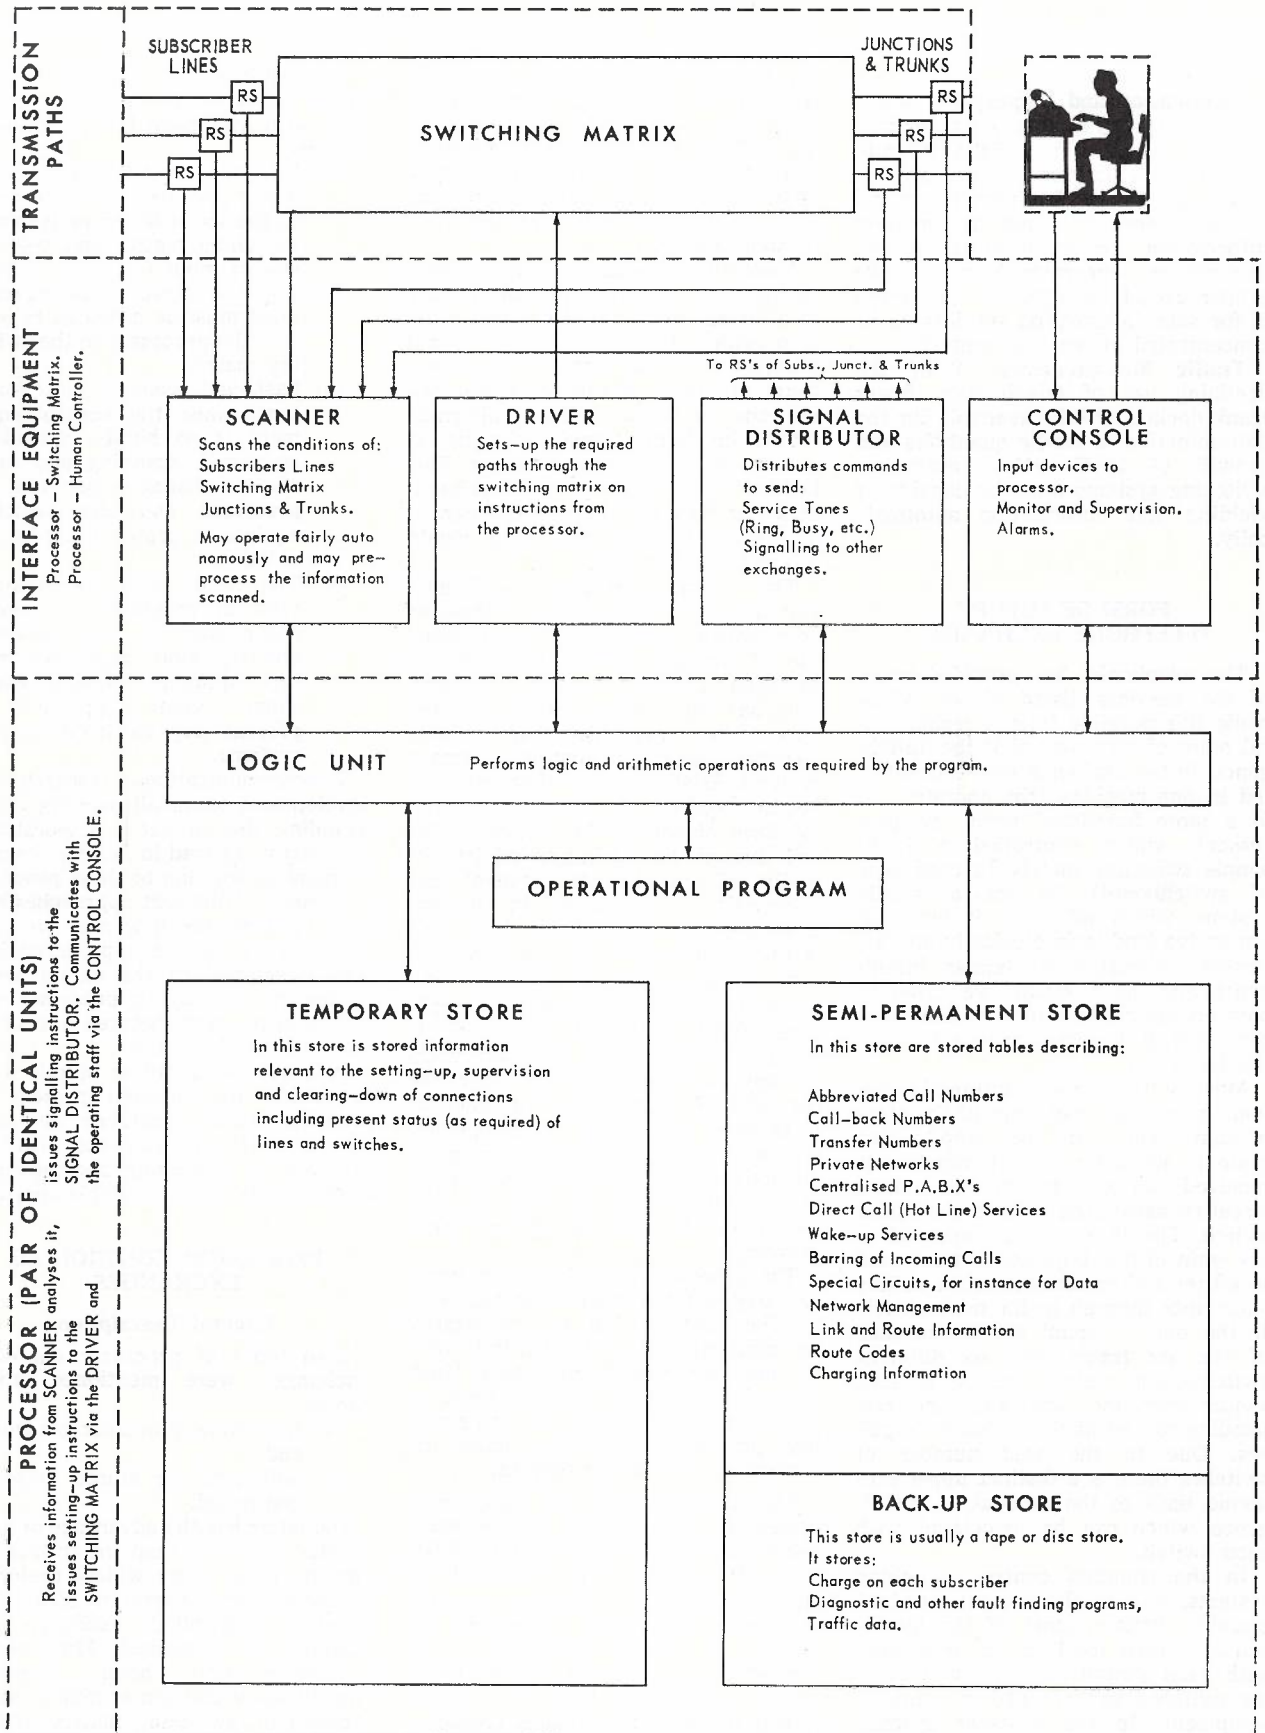 TRANSMISSION
PATHS
SUBSCRIBER
LINES
RS
RS
RS
SWITCHING MATRIX
JUNCTIONS
& TRUNKS
RS
RS
RS
INTERFACE EQUIPMENT
Processor – Switching Matrix.
Processor – Human Controller.
SCANNER
Scans the conditions of:
Subscribers Lines
Switching Matrix
Junctions & Trunks.
May operate fairly auto
nomously and may pre–
process the information
scanned.
DRIVER
Sets–up the required
paths through the
switching matrix on
instructions from
the processor.
To RS's of Subs., Junct. & Trunks
SIGNAL
DISTRIBUTOR
Distributes commands
to send:
Service Tones
(Ring, Busy, etc.)
Signalling to other
exchanges.
CONTROL
CONSOLE
Input devices to
processor.
Monitor and Supervision.
Alarms.
PROCESSOR (PAIR OF IDENTICAL UNITS)
Receives information from SCANNER analyses it,
issues setting–up instructions to the
SWITCHING MATRIX via the DRIVER and
issues signalling instructions to the
SIGNAL DISTRIBUTOR. Communicates with
the operating staff via the CONTROL CONSOLE.
LOGIC UNIT
Performs logic and arithmetic operations as required by the program.
OPERATIONAL PROGRAM
TEMPORARY STORE
In this store is stored information
relevant to the setting–up, supervision
and clearing–down of connections
including present status (as required) of
lines and switches.
SEMI-PERMANENT STORE
In this store are stored tables describing:
Abbreviated Call Numbers
Call–back Numbers
Transfer Numbers
Private Networks
Centralised P.A.B.X's
Direct Call (Hot Line) Services
Wake–up Services
Barring of Incoming Calls
Special Circuits, for instance for Data
Network Management
Link and Route Information
Route Codes
Charging Information
BACK-UP STORE
This store is usually a tape or disc store.
It stores:
Charge on each subscriber
Diagnostic and other fault finding programs,
Traffic data.